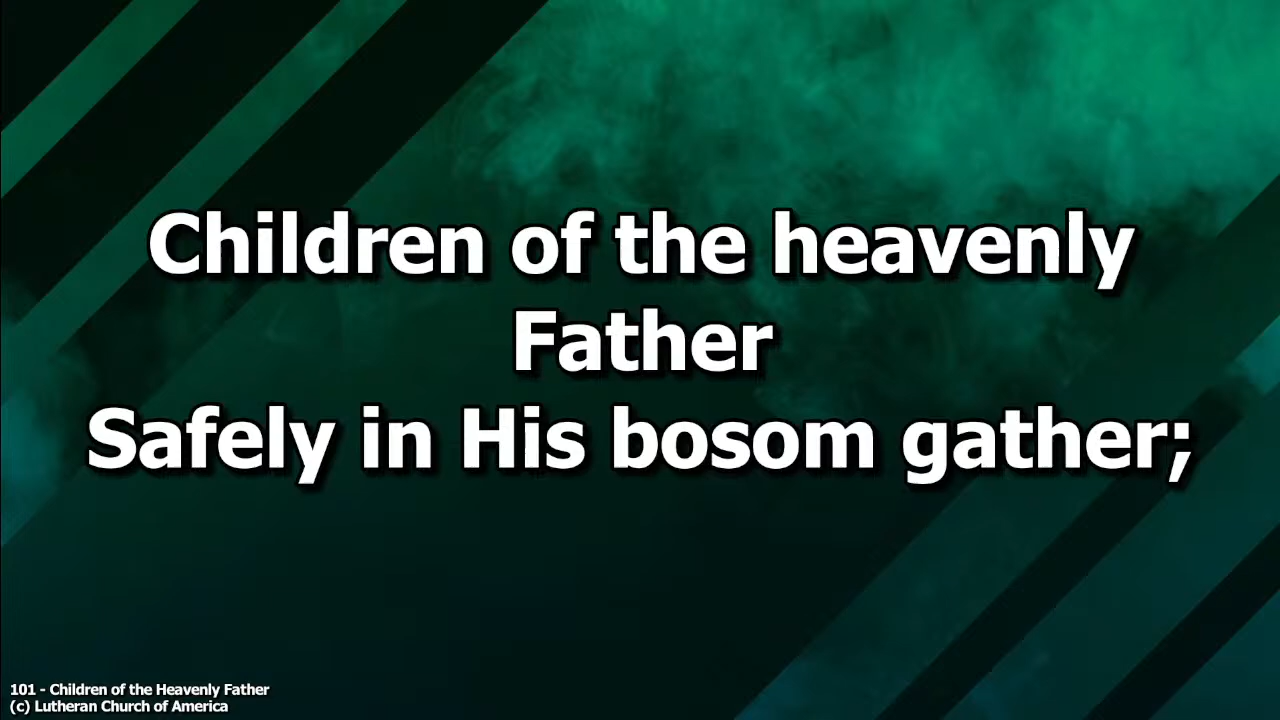 Children of the heavenly
Father
Safely in His bosom gather;
101 - Children of the Heavenly Father
(c) Lutheran Church of America